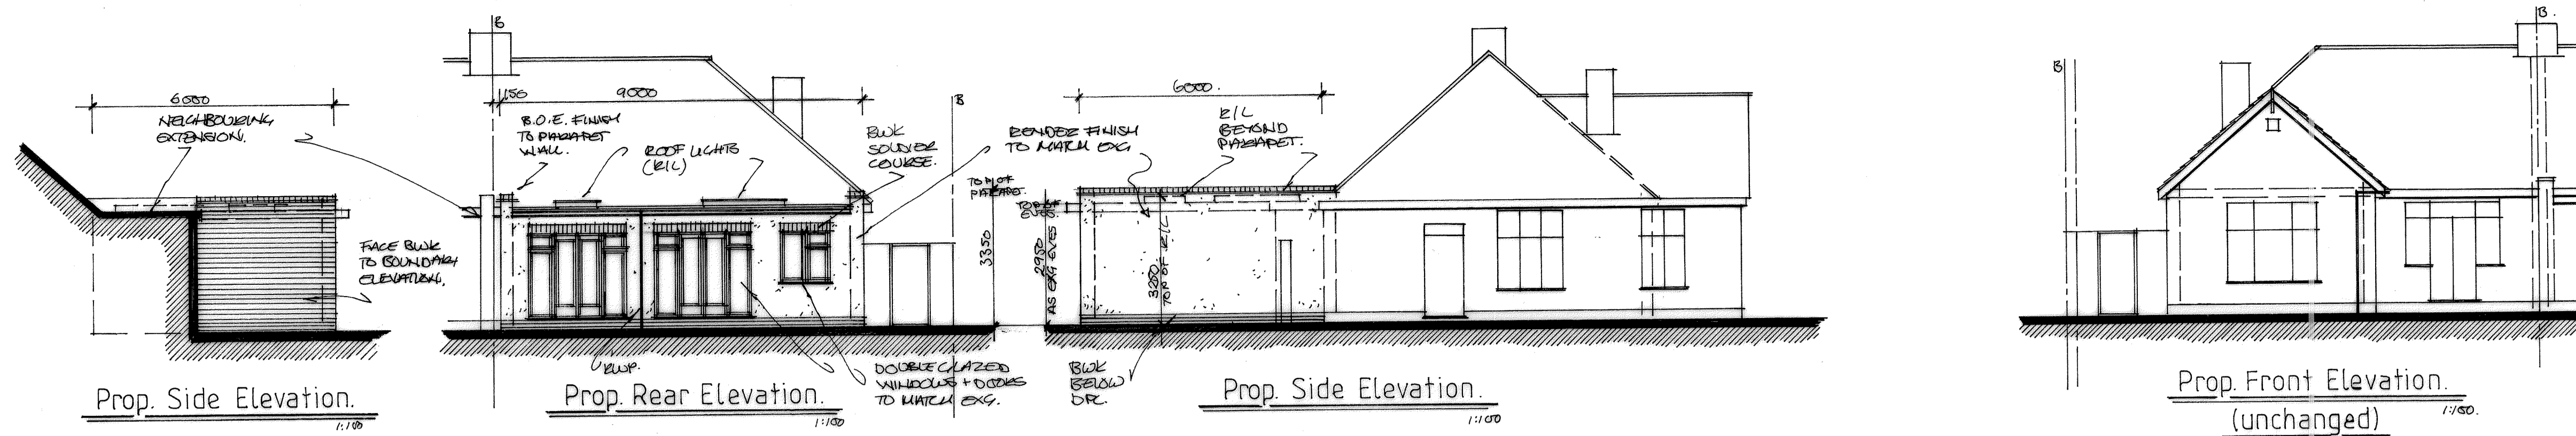 6000
NEIGHBOURING
EXTENSION.
FACE BWK
TO BOUNDARY
ELEVATION.
Prop. Side Elevation.
1:100
B
150
9000
B
B.O.E. FINISH
TO PARAPET
WALL.
ROOF LIGHTS
(R/L)
BWK
SOLDIER
COURSE.
RENDER FINISH
TO MATCH EXG
RWP.
DOUBLE GLAZED
WINDOWS + DOORS
TO MATCH EXG.
Prop. Rear Elevation.
1:100
TOP OF
PARAPET.
TOP OF
EVES.
3350
2950
AS EXG EVES
6000.
R/L
BEYOND
PARAPET.
3200
TOP OF R/L
BWK
BELOW
DPC.
Prop. Side Elevation.
1:100
B
B.
Prop. Front Elevation.
1:100.
(unchanged)